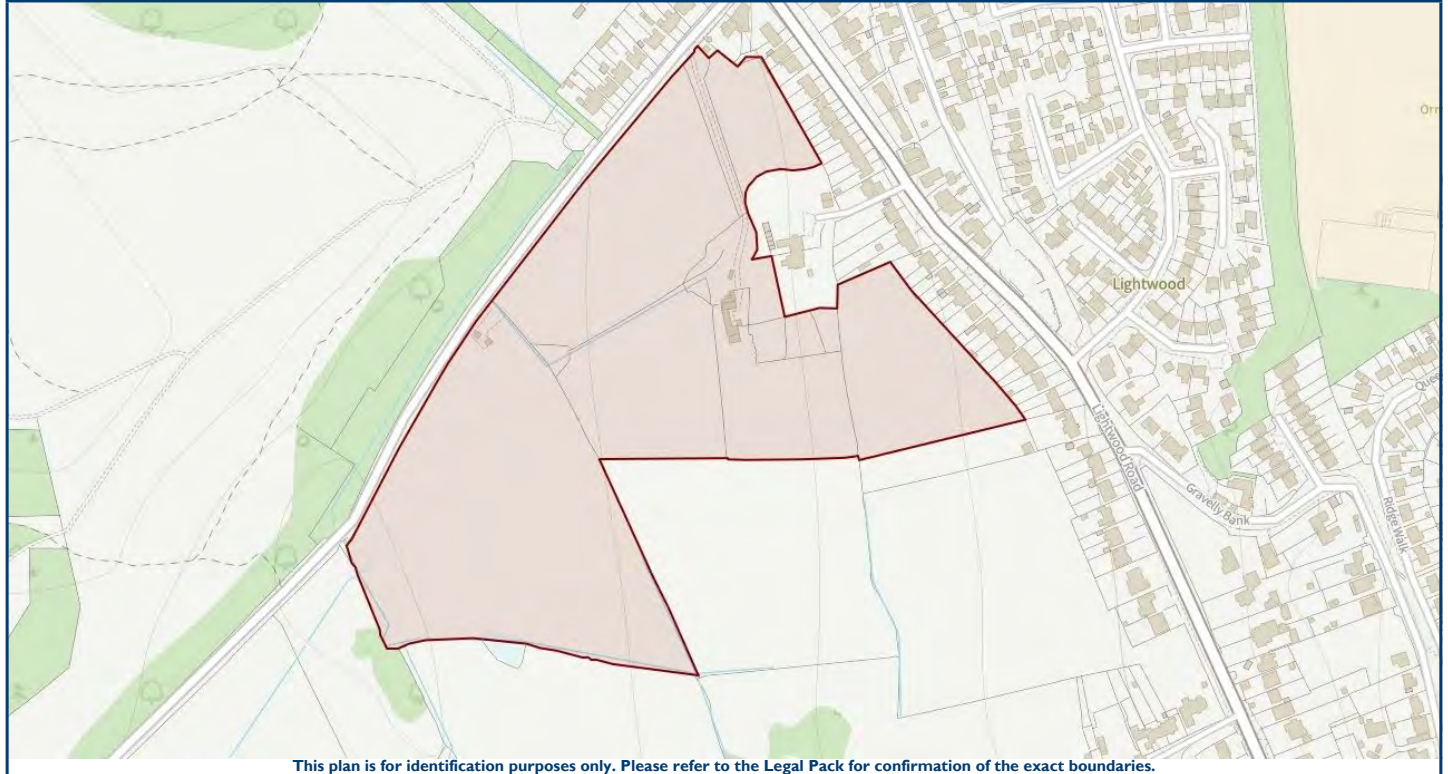 Lightwood
Lightwood Road
Gravelly Bank
Ridge Walk
This plan is for identification purposes only. Please refer to the Legal Pack for confirmation of the exact boundaries.